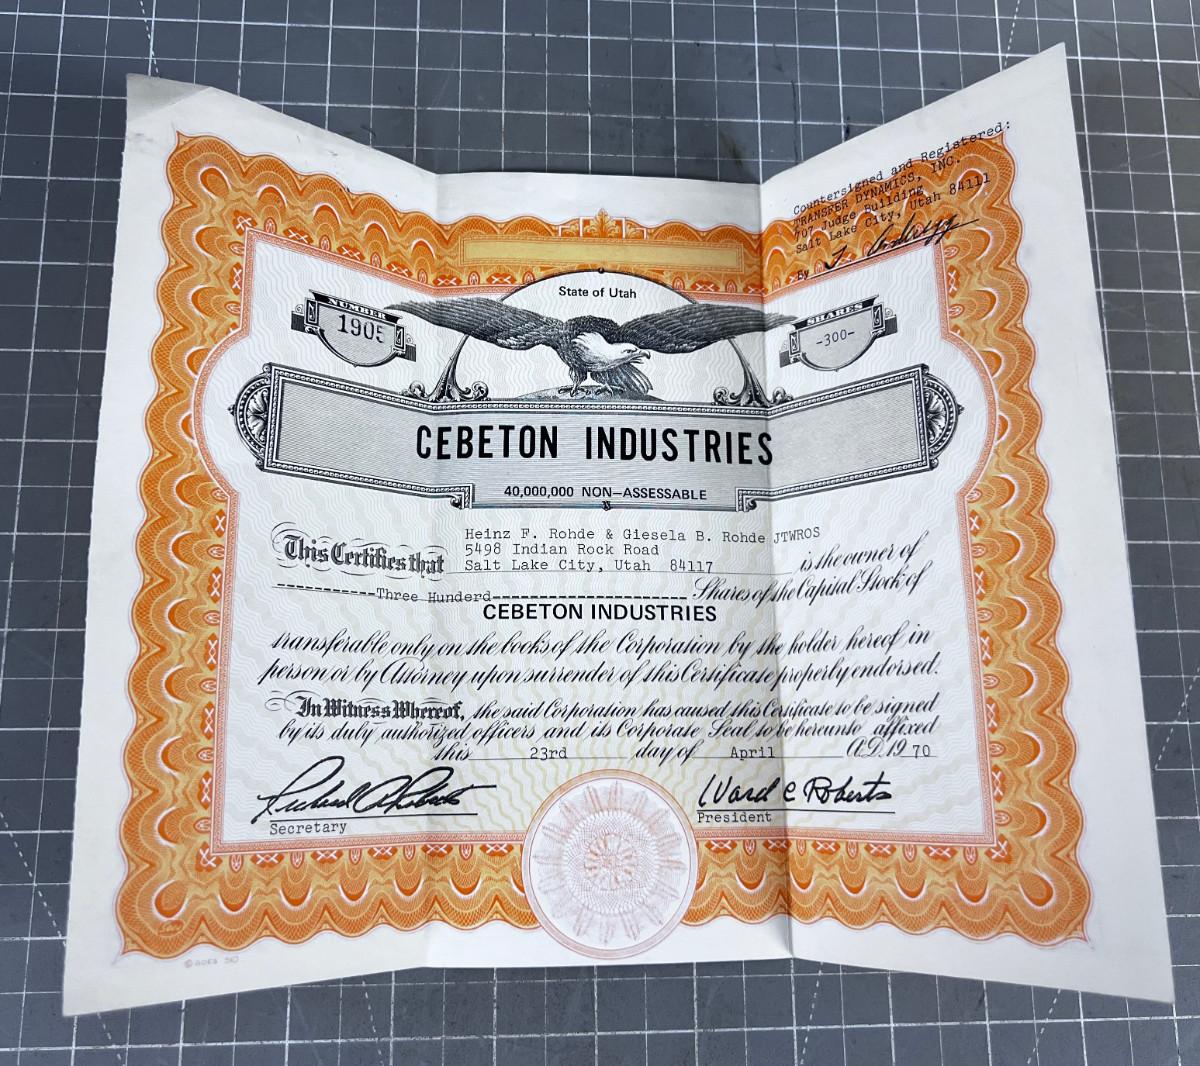 Countersigned and Registered:
TRANSFER DYNAMICS, INC.
707 Judge Building
Salt Lake City, Utah 84111
By
State of Utah
NUMBER
1905
SHARES
-300-
CEBETON INDUSTRIES
40,000,000 NON—ASSESSABLE
This Certifies that
Heinz F. Rohde & Giesela B. Rohde JTWROS
5498 Indian Rock Road
Salt Lake City, Utah 84117
is the owner of
-----------Three Hunderd---------------------- Shares of the Capital Stock of
CEBETON INDUSTRIES
transferable only on the books of the Corporation by the holder hereof in
person or by Attorney upon surrender of this Certificate properly endorsed.
In Witness Whereof, the said Corporation has caused this Certificate to be signed
by its duly authorized officers and its Corporate Seal to be hereunto affixed
this 23rd day of April A.D. 19 70
Ward C Roberts
Secretary
President
© GOES